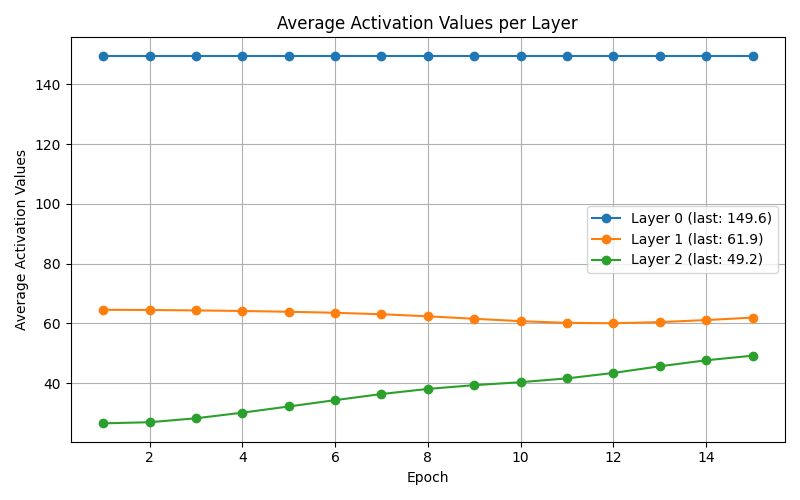 Average Activation Values per Layer
Average Activation Values
140
120
100
80
60
40
Layer 0 (last: 149.6)
Layer 1 (last: 61.9)
Layer 2 (last: 49.2)
2 4 6 8 10 12 14
Epoch